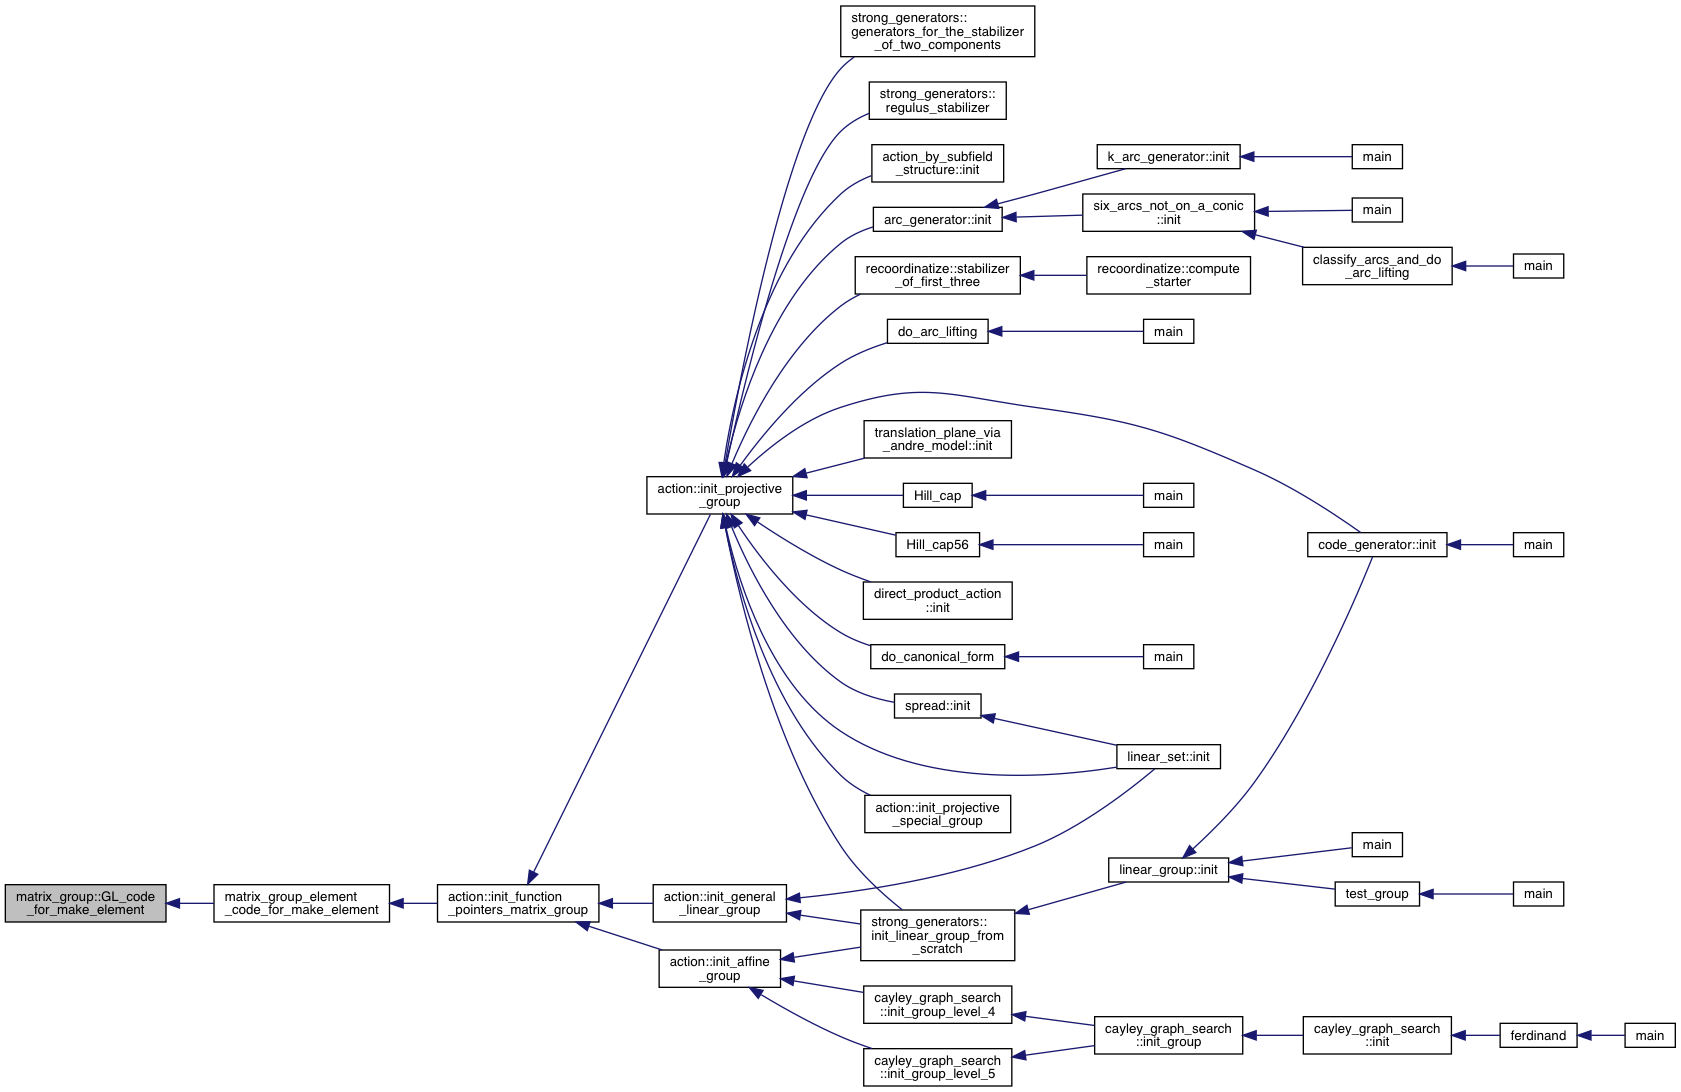 strong_generators::
generators_for_the_stabilizer
_of_two_components
strong_generators::
regulus_stabilizer
action_by_subfield
_structure::init
k_arc_generator::init
main
arc_generator::init
six_arcs_not_on_a_conic
::init
main
classify_arcs_and_do
_arc_lifting
main
recoordinatize::stabilizer
_of_first_three
recoordinatize::compute
_starter
do_arc_lifting
main
translation_plane_via
_andre_model::init
action::init_projective
_group
Hill_cap
main
Hill_cap56
main
code_generator::init
main
direct_product_action
::init
do_canonical_form
main
spread::init
linear_set::init
action::init_projective
_special_group
main
linear_group::init
test_group
main
matrix_group::GL_code
_for_make_element
matrix_group_element
_code_for_make_element
action::init_function
_pointers_matrix_group
action::init_general
_linear_group
strong_generators::
init_linear_group_from
_scratch
action::init_affine
_group
cayley_graph_search
::init_group_level_4
cayley_graph_search
::init_group
cayley_graph_search
::init
ferdinand
main
cayley_graph_search
::init_group_level_5